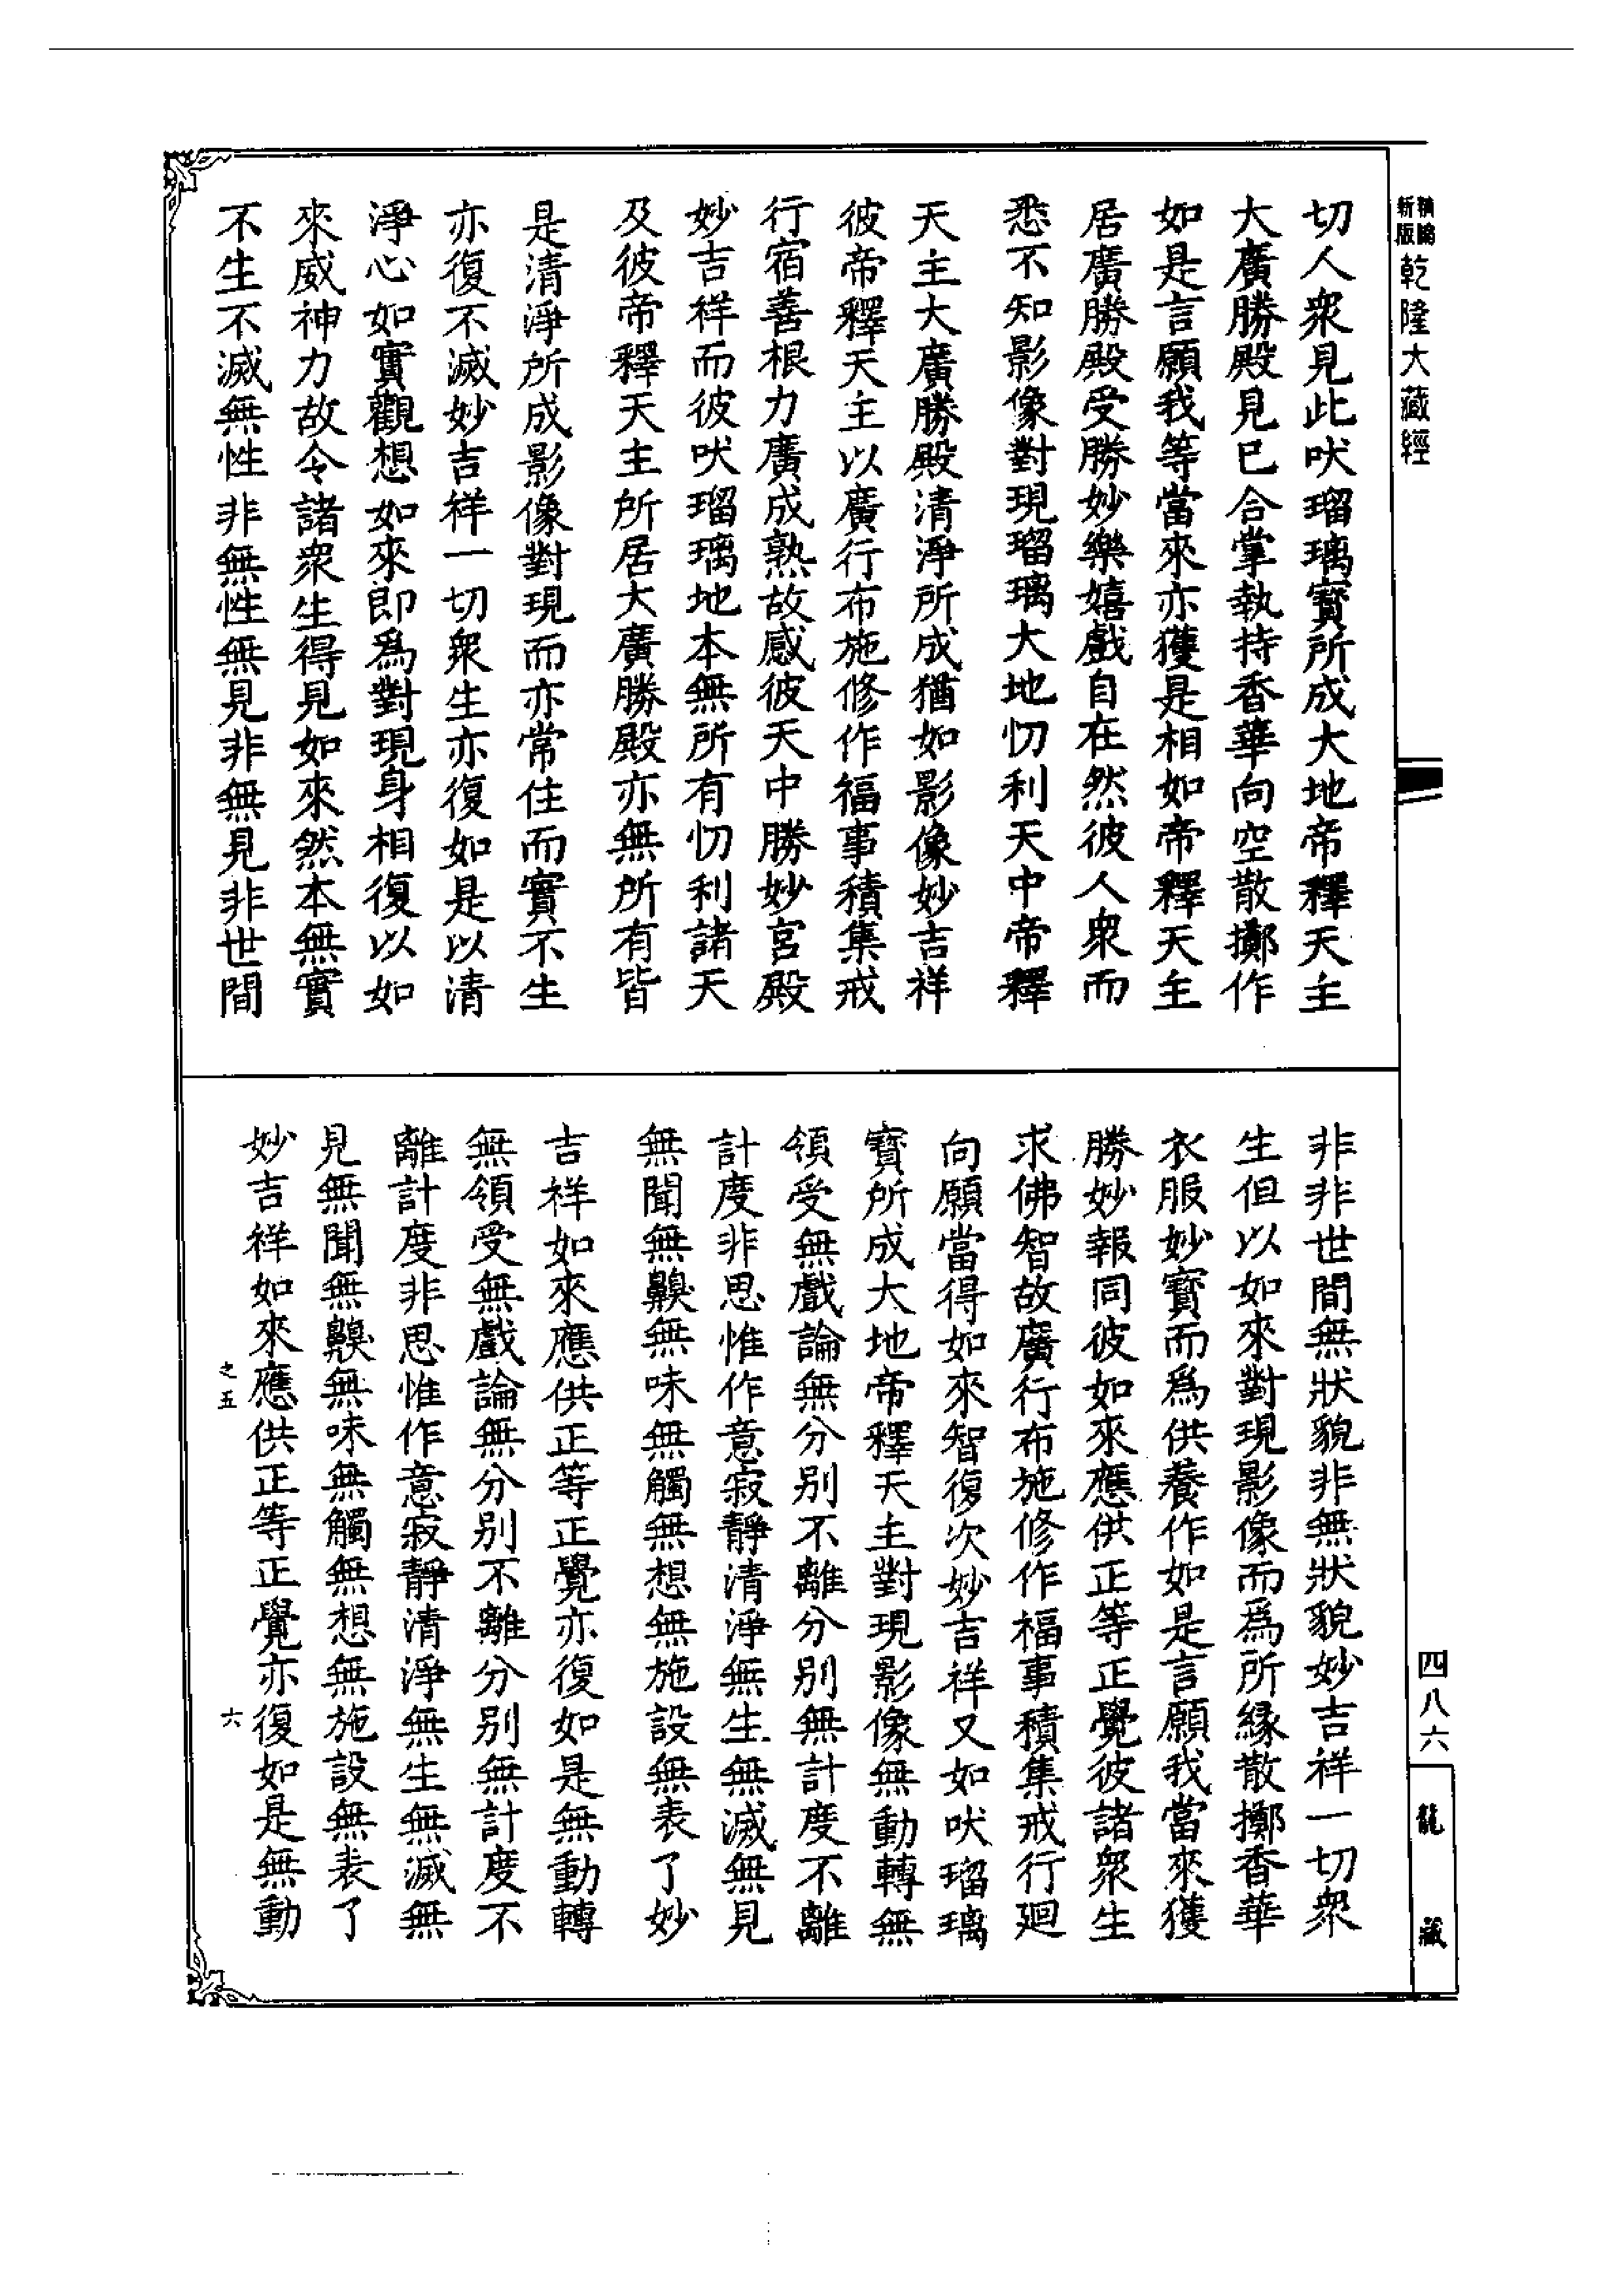 新版
乾隆大藏經
切人衆見此吠瑠璃寶所成大地帝釋天主
大廣勝殿見已合掌執持香華向空散擲作
如是言願我等當來亦獲是相如帝釋天主
居廣勝殿受勝妙樂嬉戲自在然彼人衆而
悉不知影像對現瑠璃大地忉利天中帝釋
天主大廣勝殿清淨所成猶如影像妙吉祥
彼帝釋天主以廣行布施修作福事積集戒
行宿善根力廣成熟故感彼天中勝妙宮殿
妙吉祥而彼吠瑠璃地本無所有忉利諸天
及彼帝釋天主所居大廣勝殿亦無所有皆
是清淨所成影像對現而亦常住而實不生
亦復不滅妙吉祥一切衆生亦復如是以清
淨心如實觀想如來即爲對現身相復以如
來威神力故令諸衆生得見如來然本無實
不生不滅無性非無性無見非無見非世間
非非世間無狀貌非無狀貌妙吉祥一切衆
生但以如來對現影像而爲所緣散擲香華
衣服妙寶而爲供養作如是言願我當來獲
勝妙報同彼如來應供正等正覺彼諸衆生
求佛智故廣行布施修作福事積集戒行迴
向願當得如來智復次妙吉祥又如吠瑠璃
寶所成大地帝釋天主對現影像無動轉無
領受無戲論無分別不離分別無計度不離
計度非思惟作意寂靜清淨無生無滅無見
無聞無齅無味無觸無想無施設無表了妙
吉祥如來應供正等正覺亦復如是無動轉
無領受無戲論無分別不離分別無計度不
離計度非思惟作意寂靜清淨無生無滅無
見無聞無齅無味無觸無想無施設無表了
妙吉祥如來應供正等正覺亦復如是無動
之五
六
四八六
龍藏